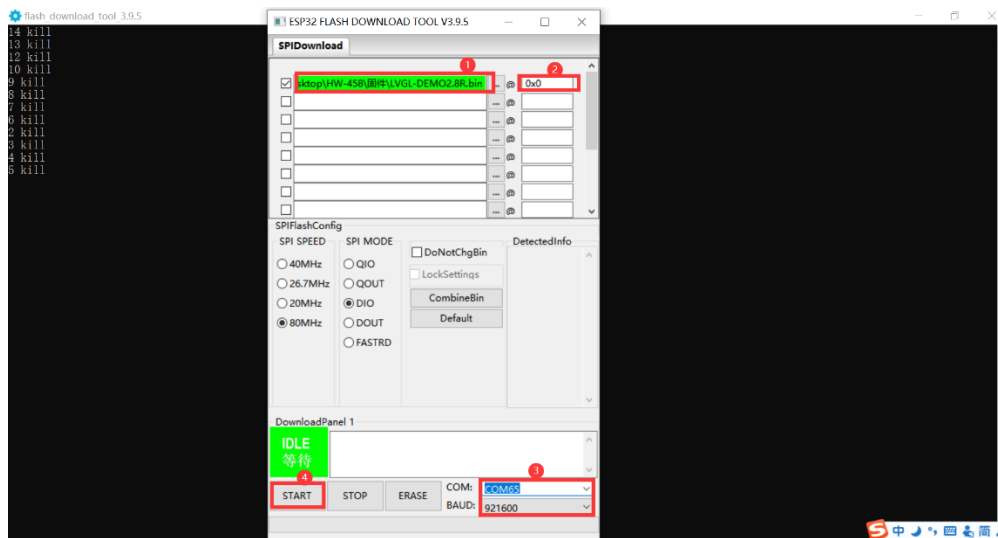 flash download tool 3.9.5
14 kill
13 kill
12 kill
10 kill
9 kill
8 kill
7 kill
6 kill
2 kill
3 kill
4 kill
5 kill
ESP32 FLASH DOWNLOAD TOOL V3.9.5
SPIDownload
1
2
sktop\HW-458\固件\LVGL-DEMO2.8R.bin ... @ 0x0
... @
... @
... @
... @
... @
... @
... @
SPIFlashConfig
SPI SPEED
40MHz
26.7MHz
20MHz
80MHz
SPI MODE
QIO
QOUT
DIO
DOUT
FASTRD
DoNotChgBin
LockSettings
CombineBin
Default
DetectedInfo
DownloadPanel 1
IDLE
等待
4
3
START STOP ERASE
COM: COM65
BAUD: 921600
S 中 简